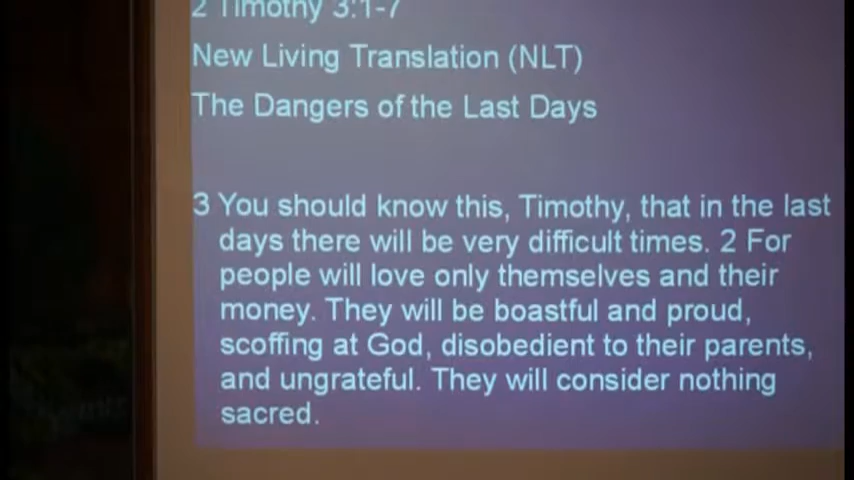 2 Timothy 3:1-7
New Living Translation (NLT)
The Dangers of the Last Days
3 You should know this, Timothy, that in the last
days there will be very difficult times. 2 For
people will love only themselves and their
money. They will be boastful and proud,
scoffing at God, disobedient to their parents,
and ungrateful. They will consider nothing
sacred.